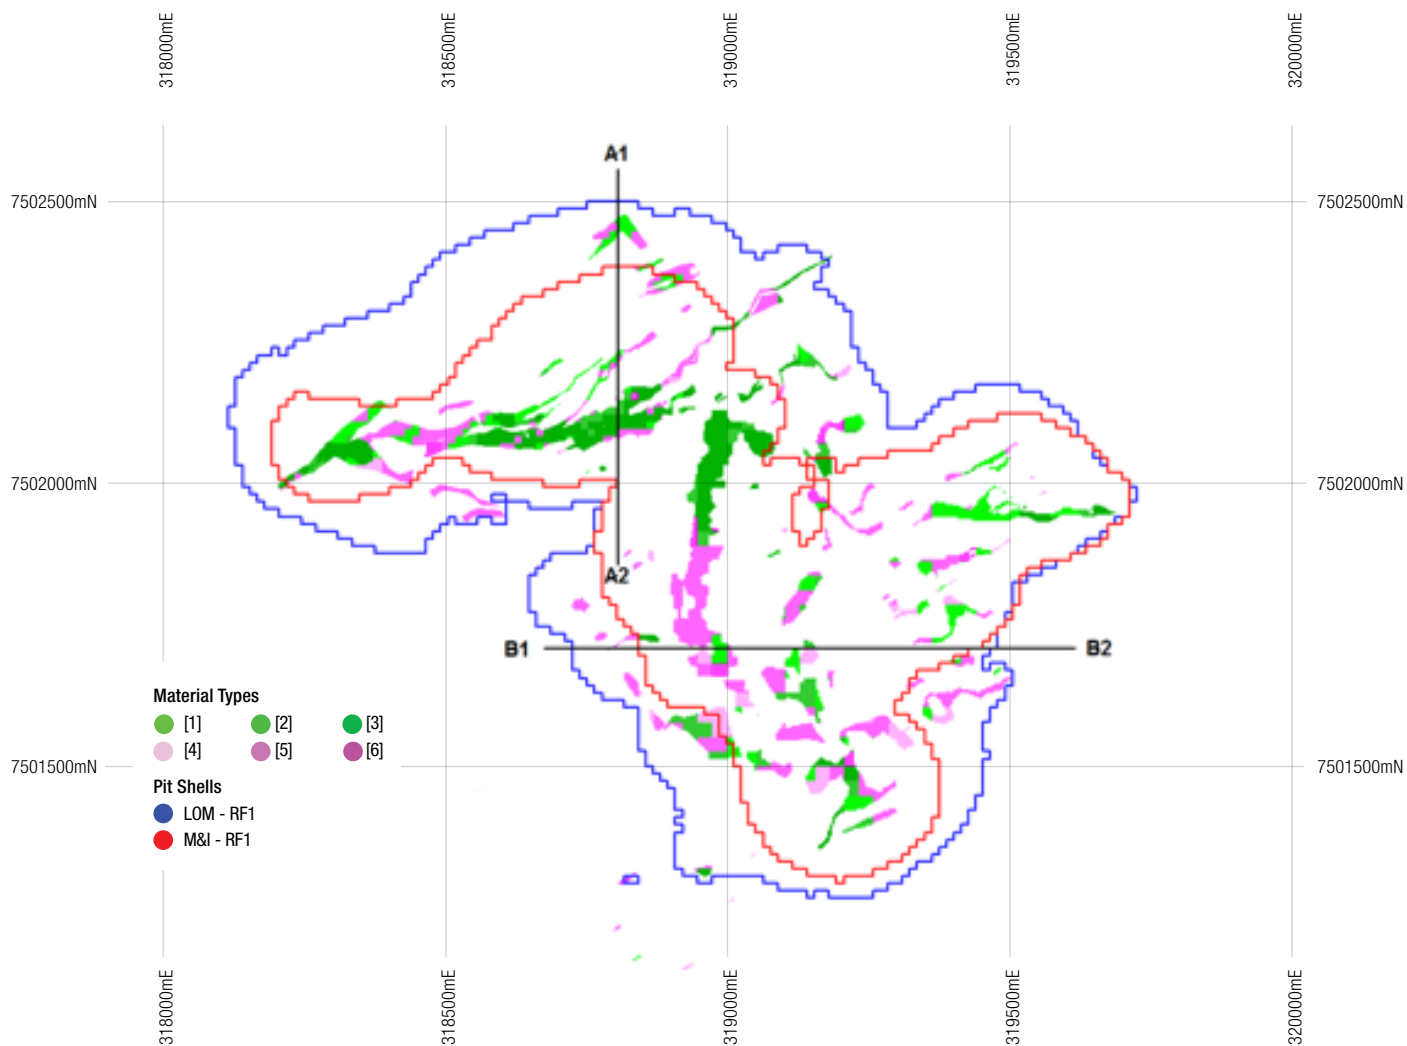 318000mE 318500mE 319000mE 319500mE 320000mE
A1
7502500mN 7502500mN
7502000mN 7502000mN
A2
B1 B2
Material Types
[1] [2] [3]
[4] [5] [6]
7501500mN 7501500mN
Pit Shells
LOM - RF1
M&I - RF1
318000mE 318500mE 319000mE 319500mE 320000mE